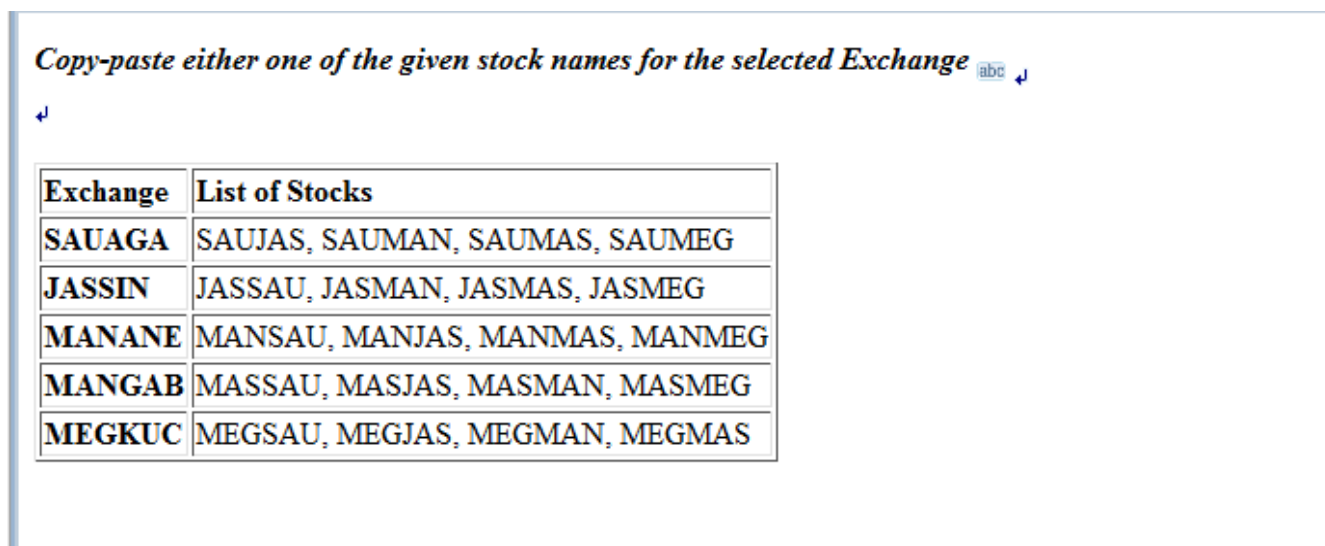 Copy-paste either one of the given stock names for the selected Exchange abc
Exchange List of Stocks
SAUAGA SAUJAS, SAUMAN, SAUMAS, SAUMEG
JASSIN JASSAU, JASMAN, JASMAS, JASMEG
MANANE MANSAU, MANJAS, MANMAS, MANMEG
MANGAB MASSAU, MASJAS, MASMAN, MASMEG
MEGKUC MEGSAU, MEGJAS, MEGMAN, MEGMAS